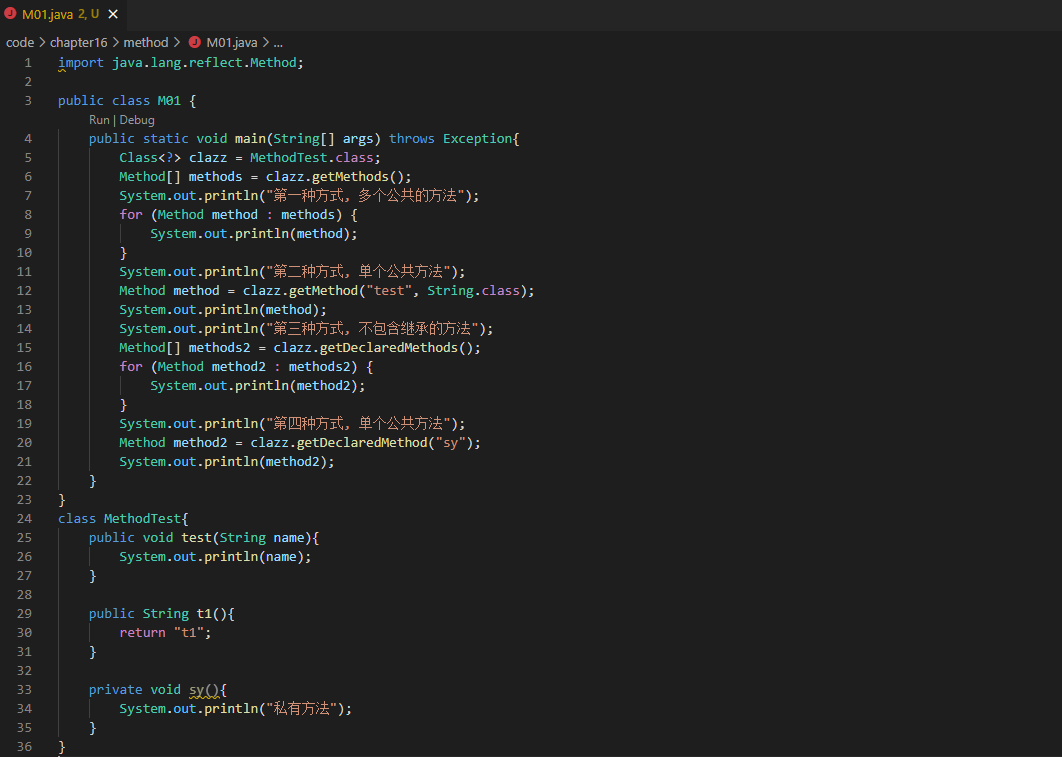 M01.java 2, U ×
code > chapter16 > method > M01.java > ...
1 import java.lang.reflect.Method;
2
3 public class M01 {
Run | Debug
4 public static void main(String[] args) throws Exception{
5 Class<?> clazz = MethodTest.class;
6 Method[] methods = clazz.getMethods();
7 System.out.println("第一种方式, 多个公共的方法");
8 for (Method method : methods) {
9 System.out.println(method);
10 }
11 System.out.println("第二种方式, 单个公共方法");
12 Method method = clazz.getMethod("test", String.class);
13 System.out.println(method);
14 System.out.println("第三种方式, 不包含继承的方法");
15 Method[] methods2 = clazz.getDeclaredMethods();
16 for (Method method2 : methods2) {
17 System.out.println(method2);
18 }
19 System.out.println("第四种方式, 单个公共方法");
20 Method method2 = clazz.getDeclaredMethod("sy");
21 System.out.println(method2);
22 }
23 }
24 class MethodTest{
25 public void test(String name){
26 System.out.println(name);
27 }
28
29 public String t1(){
30 return "t1";
31 }
32
33 private void sy(){
34 System.out.println("私有方法");
35 }
36 }